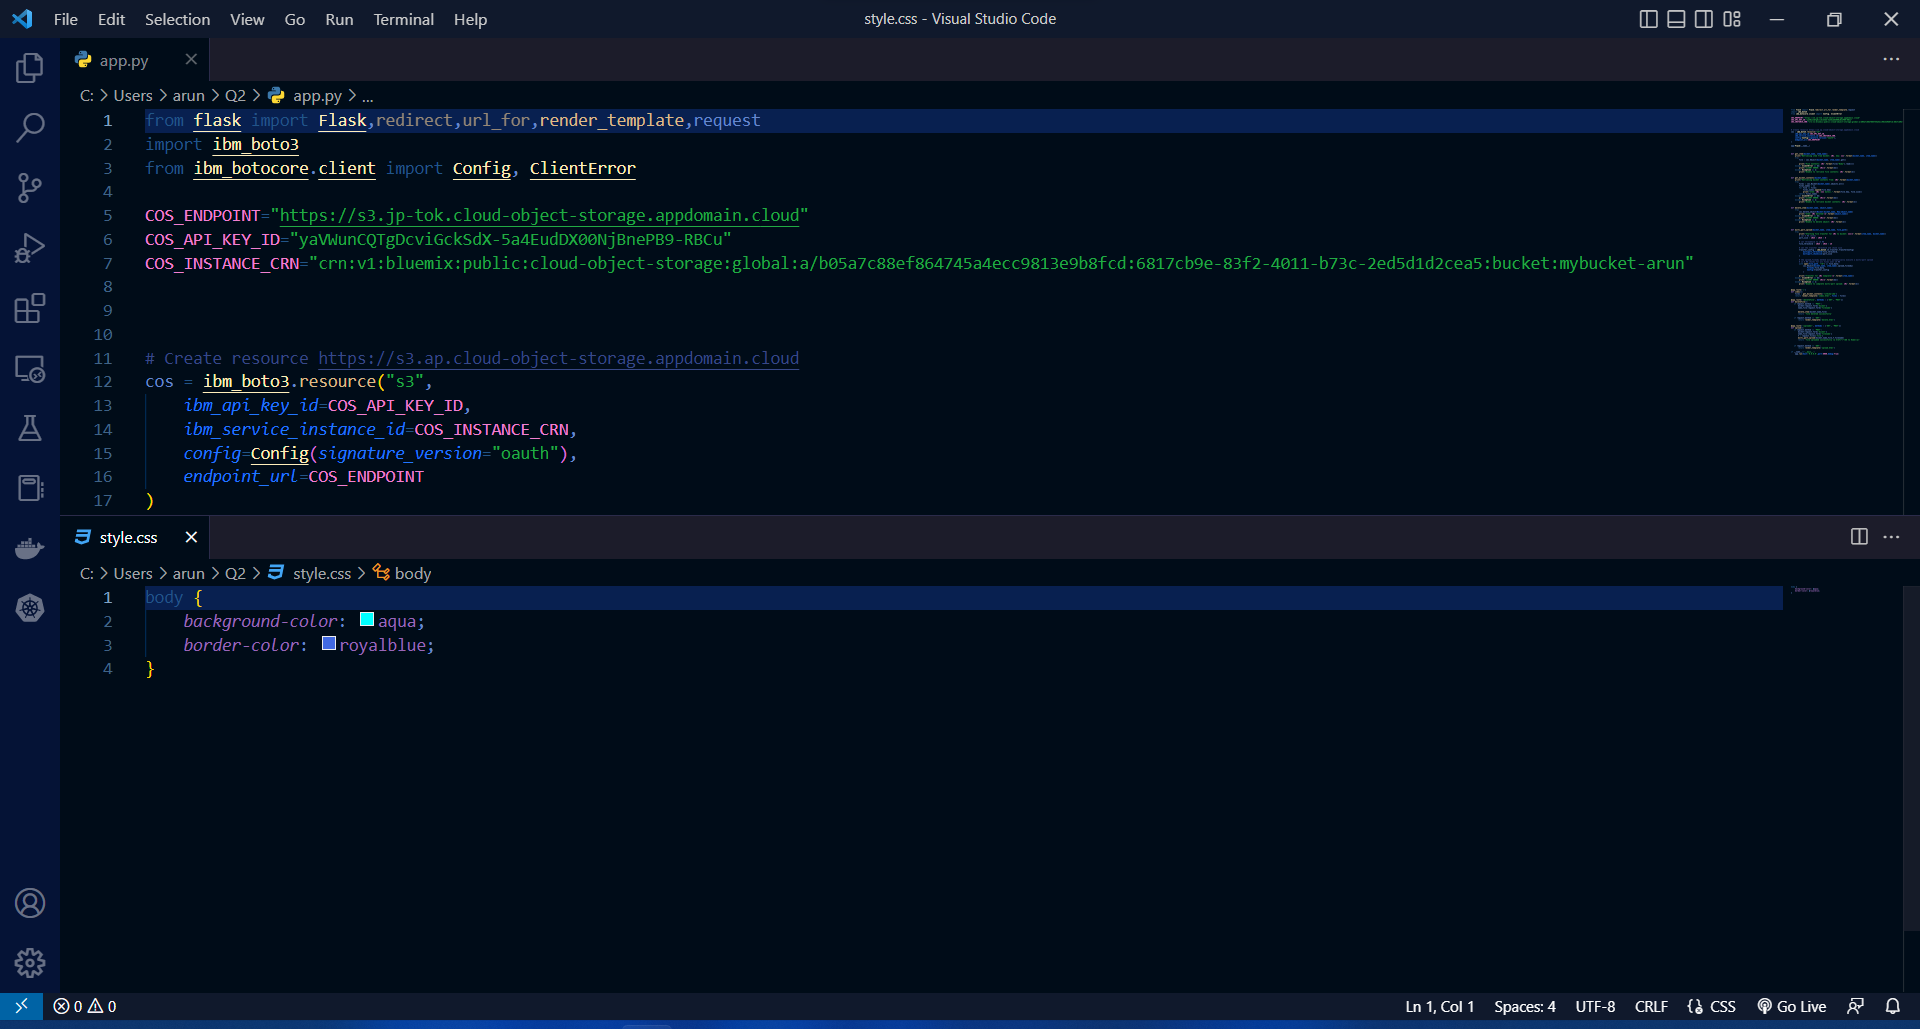 File Edit Selection View Go Run Terminal Help
style.css - Visual Studio Code
app.py
C: > Users > arun > Q2 > app.py > ...
1 from flask import Flask,redirect,url_for,render_template,request
2 import ibm_boto3
3 from ibm_botocore.client import Config, ClientError
4
5 COS_ENDPOINT="https://s3.jp-tok.cloud-object-storage.appdomain.cloud"
6 COS_API_KEY_ID="yaVWunCQTgDcviGckSdX-5a4EudDX00NjBnePB9-RBCu"
7 COS_INSTANCE_CRN="crn:v1:bluemix:public:cloud-object-storage:global:a/b05a7c88ef864745a4ecc9813e9b8fcd:6817cb9e-83f2-4011-b73c-2ed5d1d2cea5:bucket:mybucket-arun"
8
9
10
11 # Create resource https://s3.ap.cloud-object-storage.appdomain.cloud
12 cos = ibm_boto3.resource("s3",
13 ibm_api_key_id=COS_API_KEY_ID,
14 ibm_service_instance_id=COS_INSTANCE_CRN,
15 config=Config(signature_version="oauth"),
16 endpoint_url=COS_ENDPOINT
17 )
style.css
C: > Users > arun > Q2 > style.css > body
1 body {
2 background-color: aqua;
3 border-color: royalblue;
4 }
0 0
Ln 1, Col 1 Spaces: 4 UTF-8 CRLF CSS Go Live